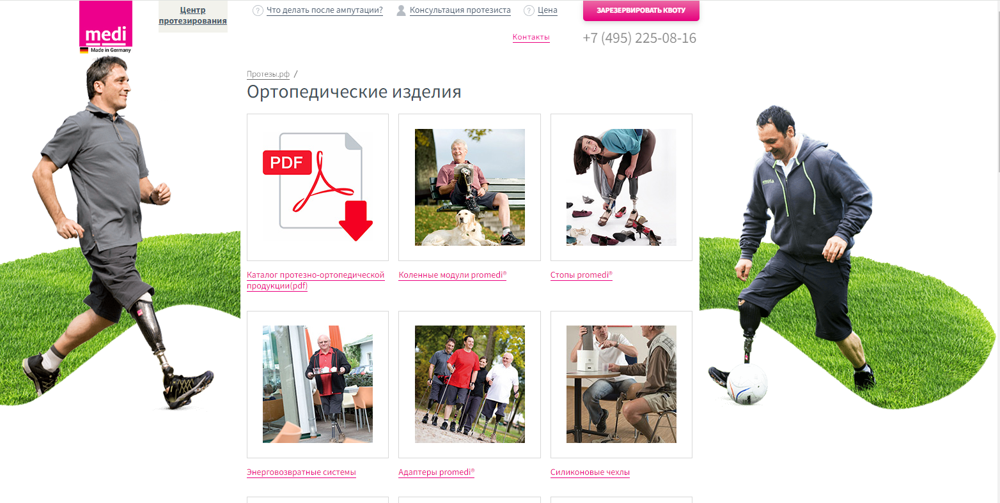 medi
Made in Germany
Центр
протезирования
Что делать после ампутации?
Консультация протезиста
Цена
ЗАРЕЗЕРВИРОВАТЬ КВОТУ
Контакты
+7 (495) 225-08-16
Протезы.рф /
Ортопедические изделия
PDF
Каталог протезно-ортопедической
продукции(pdf)
Коленные модули promedi®
Стопы promedi®
Энерговозвратные системы
Адаптеры promedi®
Силиконовые чехлы